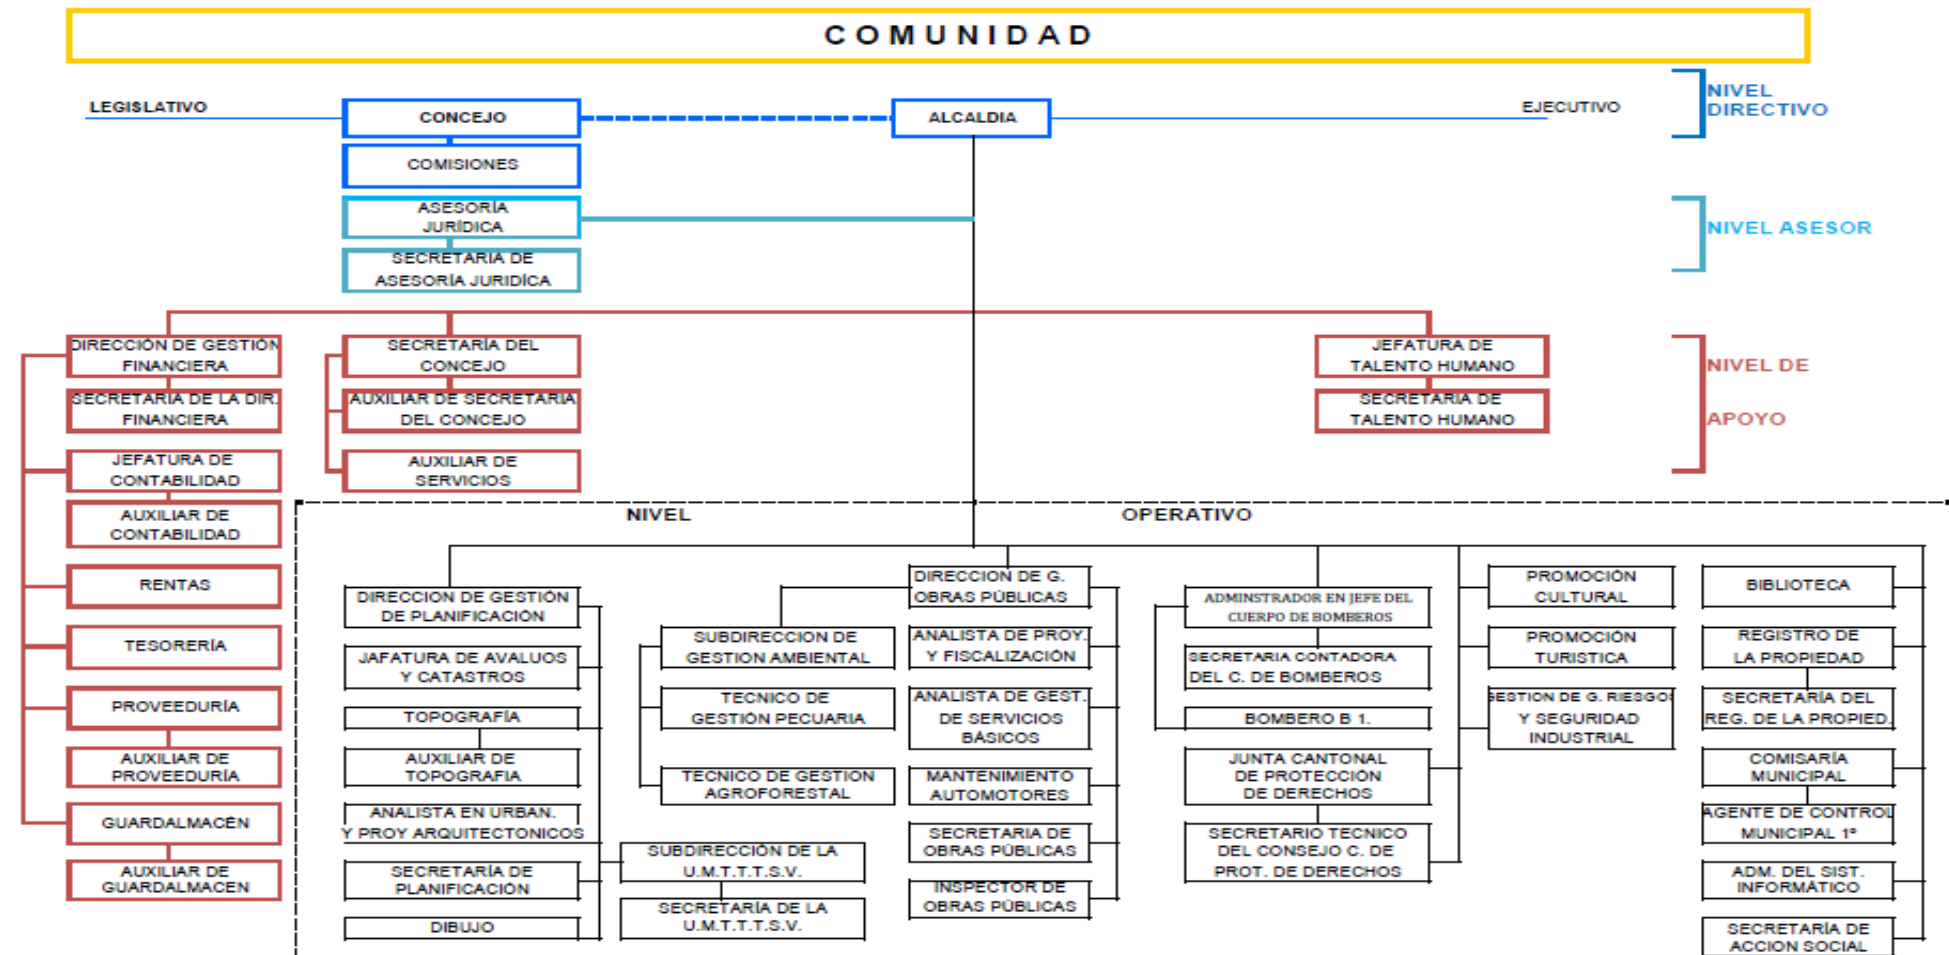 COMUNIDAD
LEGISLATIVO
CONCEJO
ALCALDIA
EJECUTIVO
NIVEL
DIRECTIVO
COMISIONES
ASESORÍA
JURÍDICA
NIVEL ASESOR
SECRETARIA DE
ASESORÍA JURIDÍCA
DIRECCIÓN DE GESTIÓN
FINANCIERA
SECRETARÍA DEL
CONCEJO
JEFATURA DE
TALENTO HUMANO
NIVEL DE
APOYO
SECRETARÍA DE LA DIR.
FINANCIERA
AUXILIAR DE SECRETARIA
DEL CONCEJO
SECRETARIA DE
TALENTO HUMANO
JEFATURA DE
CONTABILIDAD
AUXILIAR DE
SERVICIOS
AUXILIAR DE
CONTABILIDAD
RENTAS
TESORERÍA
PROVEEDURÍA
AUXILIAR DE
PROVEEDURÍA
GUARDALMACÉN
AUXILIAR DE
GUARDALMACEN
NIVEL OPERATIVO
DIRECCION DE GESTIÓN
DE PLANIFICACIÓN
JAFATURA DE AVALUOS
Y CATASTROS
TOPOGRAFÍA
AUXILIAR DE
TOPOGRAFIA
ANALISTA EN URBAN.
Y PROY ARQUITECTONICOS
SECRETARÍA DE
PLANIFICACIÓN
DIBUJO
SUBDIRECCION DE
GESTION AMBIENTAL
TECNICO DE
GESTIÓN PECUARIA
TECNICO DE GESTION
AGROFORESTAL
SUBDIRECCIÓN DE LA
U.M.T.T.T.S.V.
SECRETARÍA DE LA
U.M.T.T.T.S.V.
DIRECCION DE G.
OBRAS PÚBLICAS
ANALISTA DE PROY.
Y FISCALIZACIÓN
ANALISTA DE GEST.
DE SERVICIOS
BÁSICOS
MANTENIMIENTO
AUTOMOTORES
SECRETARIA DE
OBRAS PÚBLICAS
INSPECTOR DE
OBRAS PÚBLICAS
ADMINSTRADOR EN JEFE DEL
CUERPO DE BOMBEROS
SECRETARIA CONTADORA
DEL C. DE BOMBEROS
BOMBERO B 1.
JUNTA CANTONAL
DE PROTECCIÓN
DE DERECHOS
SECRETARIO TECNICO
DEL CONSEJO C. DE
PROT. DE DERECHOS
PROMOCIÓN
CULTURAL
PROMOCIÓN
TURISTICA
GESTION DE G. RIESGOS
Y SEGURIDAD
INDUSTRIAL
BIBLIOTECA
REGISTRO DE
LA PROPIEDAD
SECRETARÍA DEL
REG. DE LA PROPIED.
COMISARÍA
MUNICIPAL
AGENTE DE CONTROL
MUNICIPAL 1º
ADM. DEL SIST.
INFORMÁTICO
SECRETARÍA DE
ACCION SOCIAL